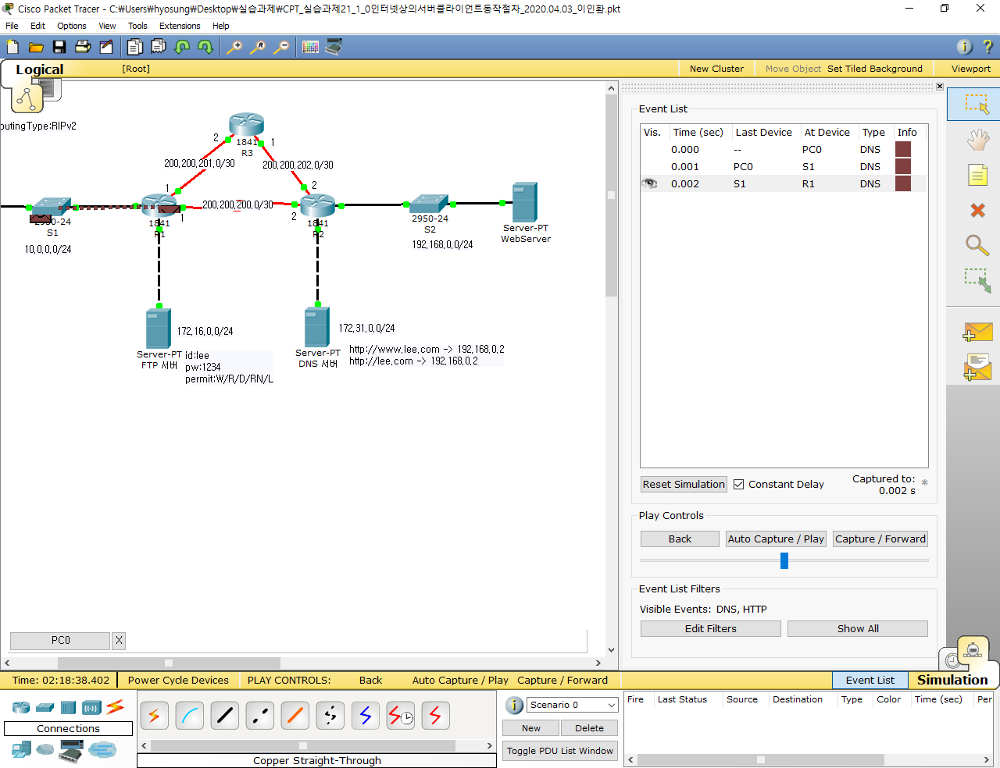 Cisco Packet Tracer - C:₩Users₩hyosung₩Desktop₩실습과제₩CPT_실습과제21_1_0인터넷상의서버클라이언트동작절차_2020.04.03_이인환.pkt
File Edit Options View Tools Extensions Help
Logical [Root] New Cluster Move Object Set Tiled Background Viewport
outingType:RIPv2
2
1841
R3
1
200.200.201.0/30
200.200.202.0/30
1
2
200.200.200.0/30
1
2
2950-24
S1
1841
R1
1841
R2
2950-24
S2
Server-PT
WebServer
10.0.0.0/24
192.168.0.0/24
172.16.0.0/24
172.31.0.0/24
Server-PT
FTP 서버
id:lee
pw:1234
permit:W/R/D/RN/L
Server-PT
DNS 서버
http://www.lee.com -> 192.168.0.2
http://lee.com -> 192.168.0.2
PC0 X
Event List
Vis. Time (sec) Last Device At Device Type Info
0.000 -- PC0 DNS
0.001 PC0 S1 DNS
0.002 S1 R1 DNS
Reset Simulation Constant Delay Captured to: *
0.002 s
Play Controls
Back Auto Capture / Play Capture / Forward
Event List Filters
Visible Events: DNS, HTTP
Edit Filters Show All
Time: 02:18:38.402 Power Cycle Devices PLAY CONTROLS: Back Auto Capture / Play Capture / Forward Event List Simulation
Connections
Copper Straight-Through
Scenario 0
New Delete
Toggle PDU List Window
Fire Last Status Source Destination Type Color Time (sec) Per